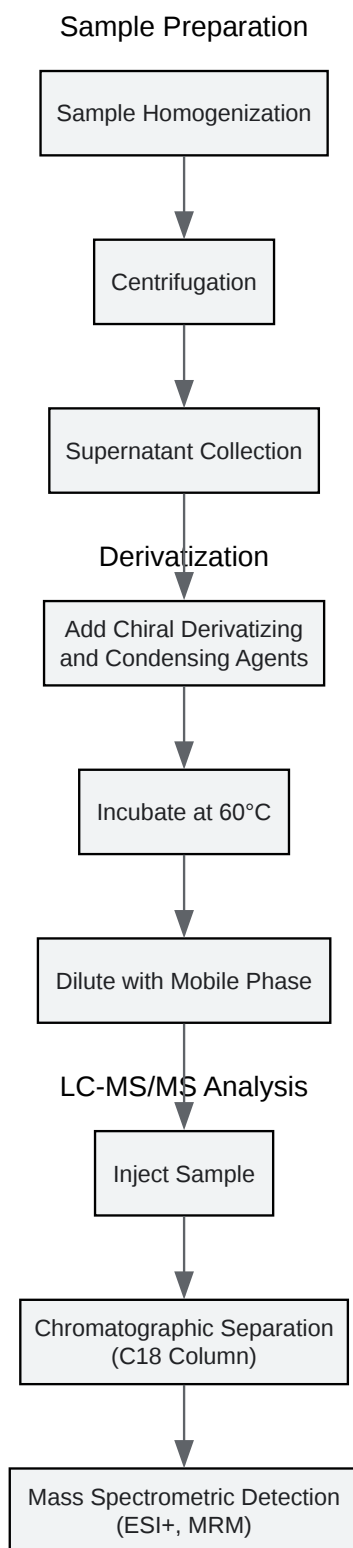 Sample Preparation
Sample Homogenization
Centrifugation
Supernatant Collection
Derivatization
Add Chiral Derivatizing
and Condensing Agents
Incubate at 60°C
Dilute with Mobile Phase
LC-MS/MS Analysis
Inject Sample
Chromatographic Separation
(C18 Column)
Mass Spectrometric Detection
(ESI+, MRM)